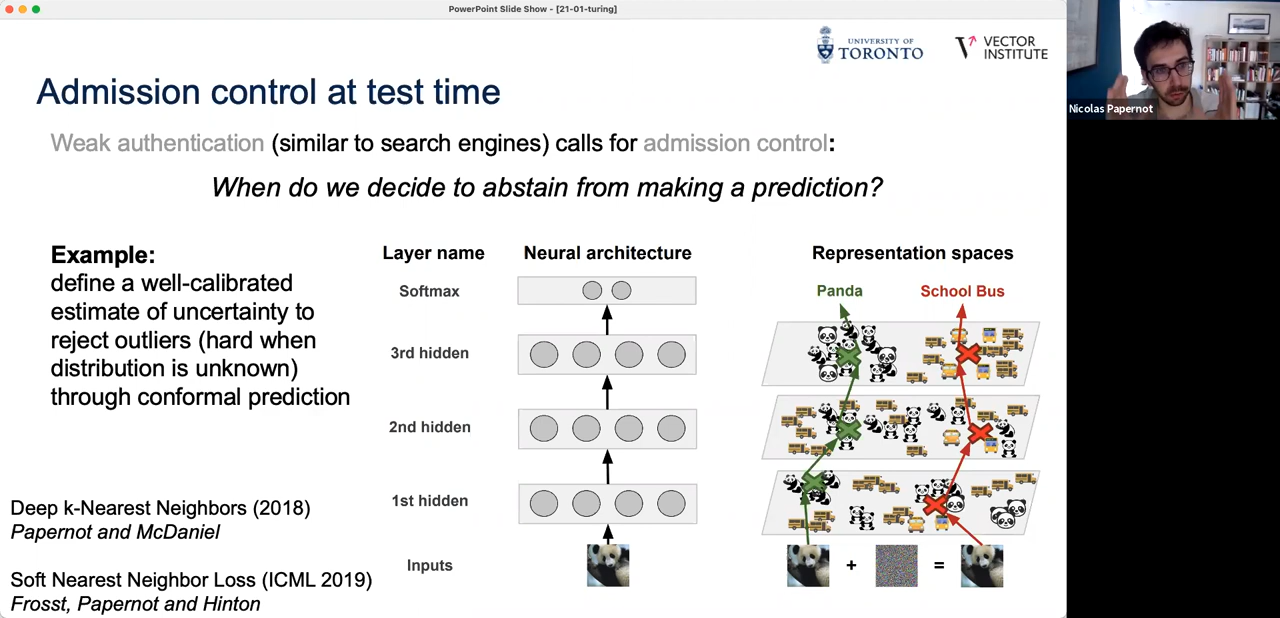 PowerPoint Slide Show - [21-01-turing]
UNIVERSITY OF
TORONTO
VECTOR
INSTITUTE
Nicolas Papernot
Admission control at test time
Weak authentication (similar to search engines) calls for admission control:
When do we decide to abstain from making a prediction?
Example:
define a well-calibrated
estimate of uncertainty to
reject outliers (hard when
distribution is unknown)
through conformal prediction
Deep k-Nearest Neighbors (2018)
Papernot and McDaniel
Soft Nearest Neighbor Loss (ICML 2019)
Frosst, Papernot and Hinton
Layer name
Softmax
3rd hidden
2nd hidden
1st hidden
Inputs
Neural architecture
Representation spaces
Panda
School Bus
+
=